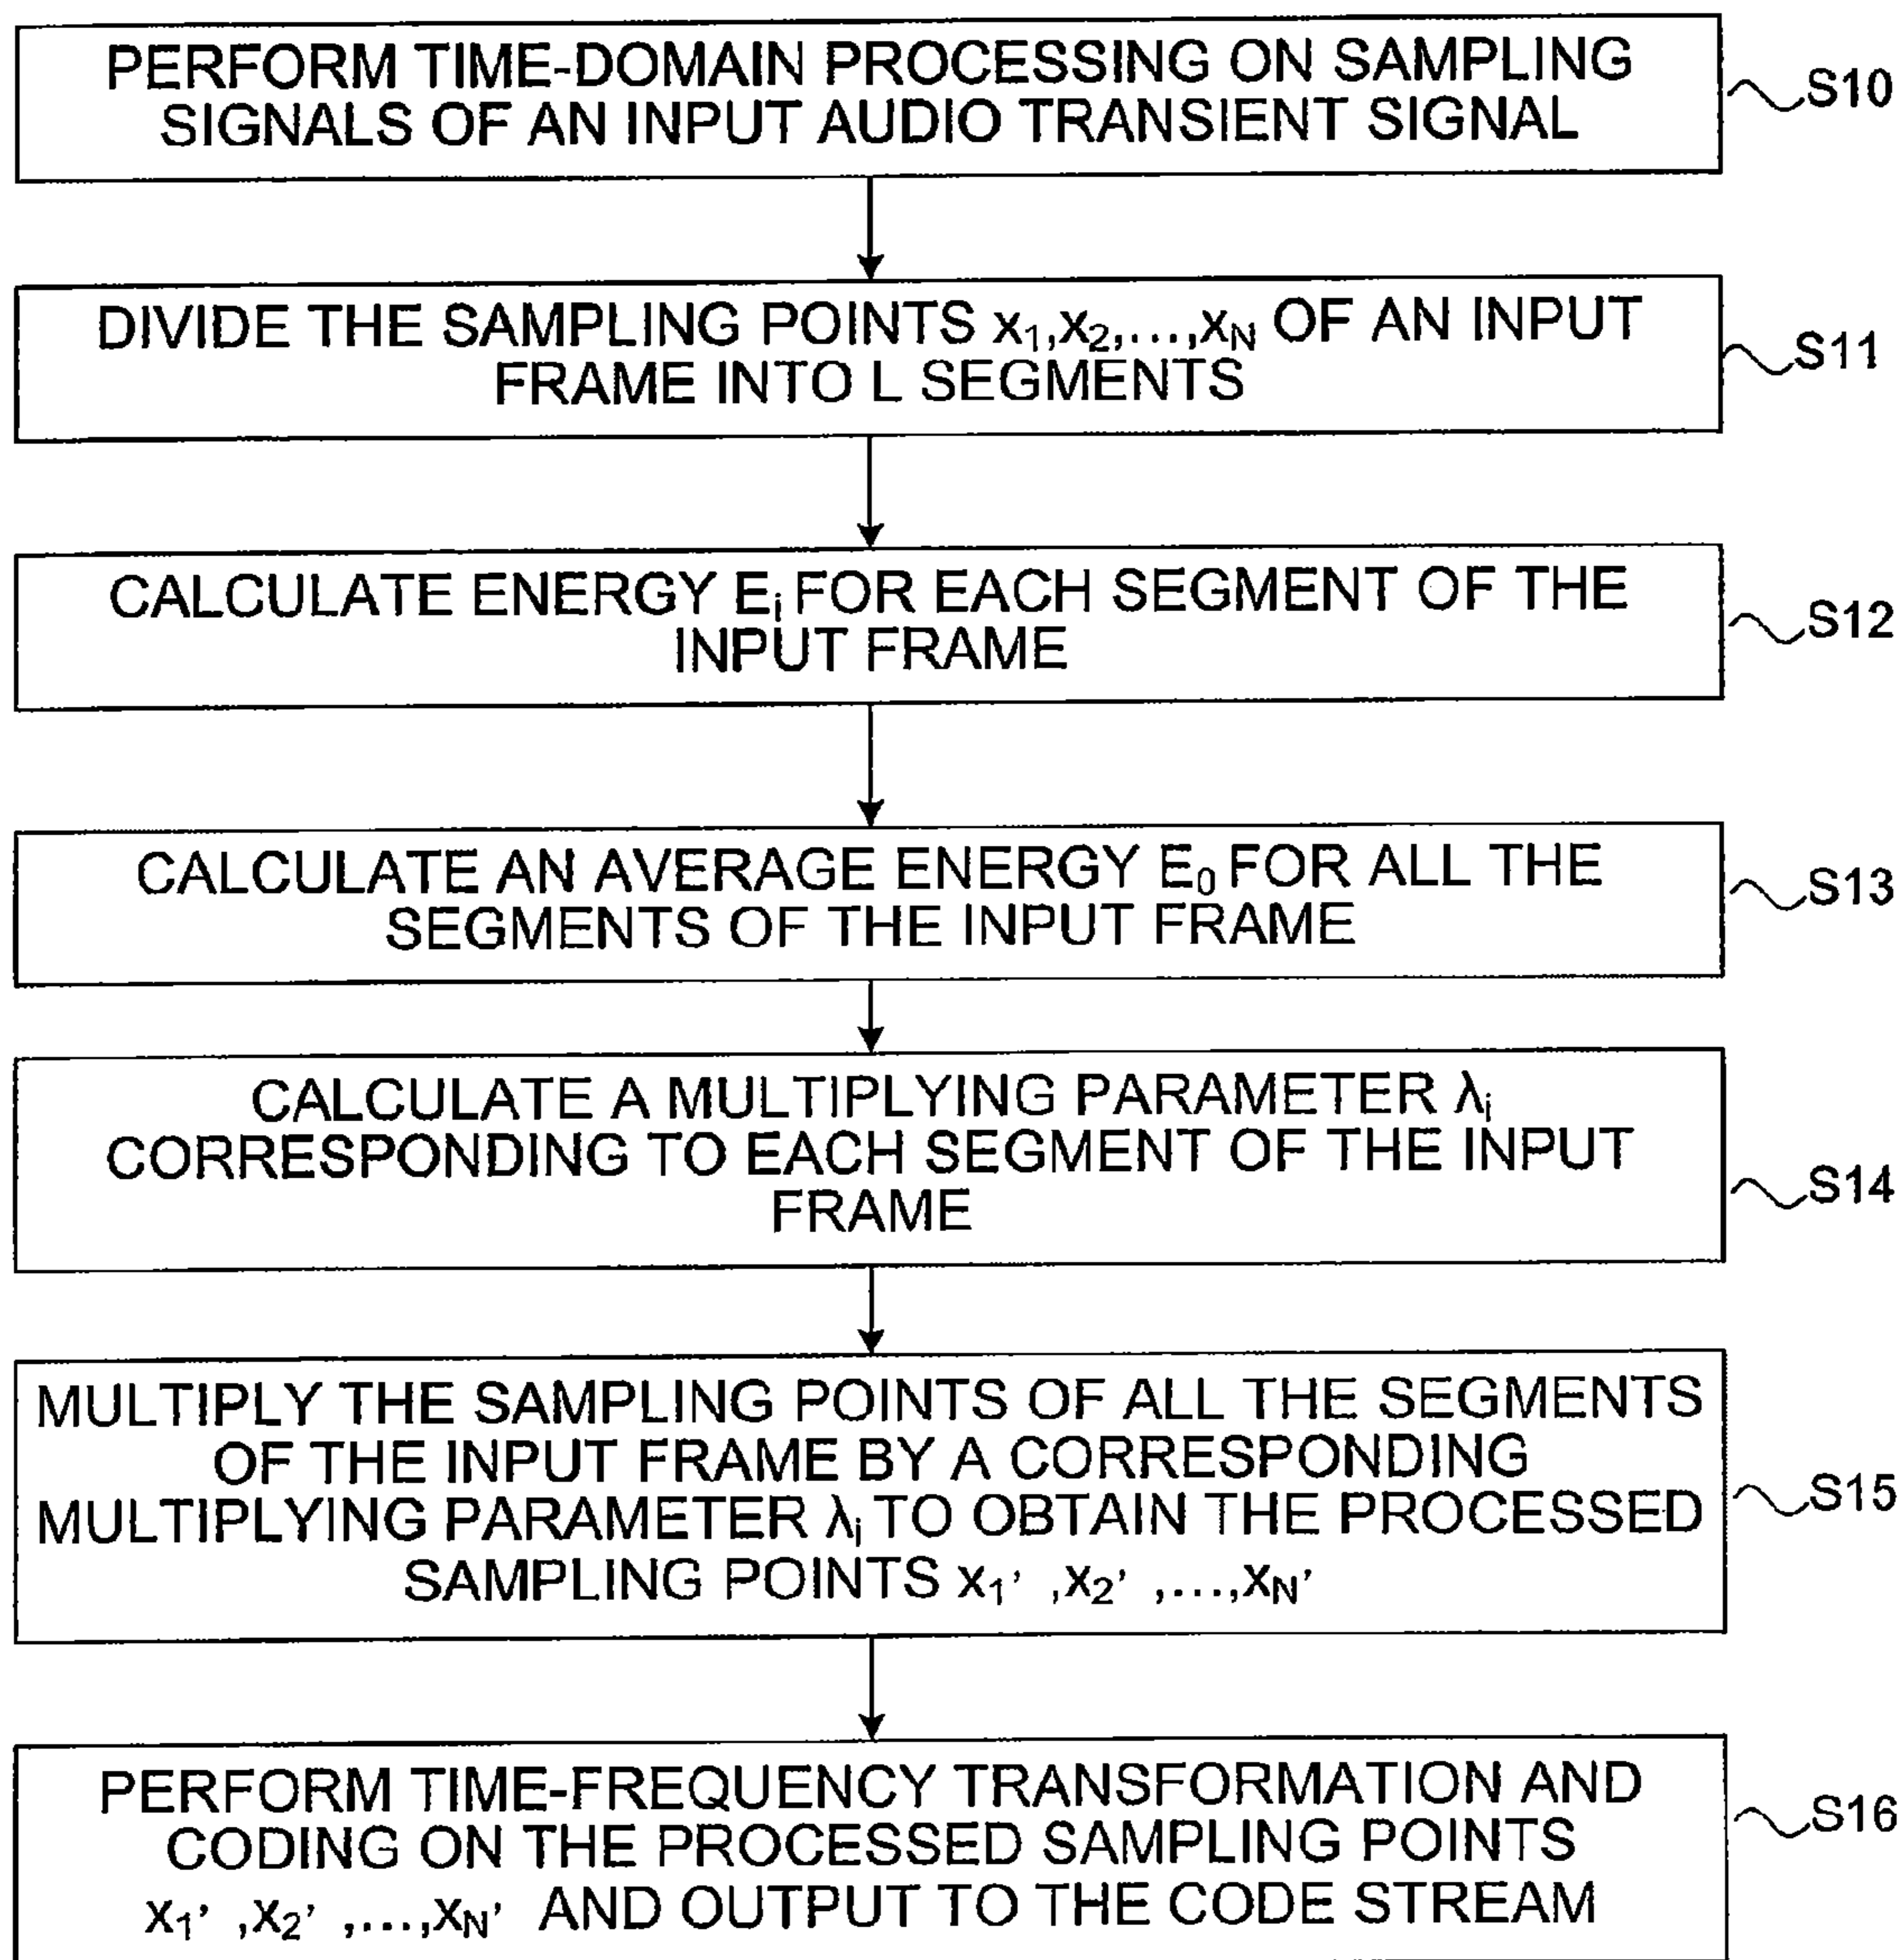 PERFORM TIME-DOMAIN PROCESSING ON SAMPLING
SIGNALS OF AN INPUT AUDIO TRANSIENT SIGNAL
S10
DIVIDE THE SAMPLING POINTS x₁,x₂,...,x_N OF AN INPUT
FRAME INTO L SEGMENTS
S11
CALCULATE ENERGY Eᵢ FOR EACH SEGMENT OF THE
INPUT FRAME
S12
CALCULATE AN AVERAGE ENERGY E₀ FOR ALL THE
SEGMENTS OF THE INPUT FRAME
S13
CALCULATE A MULTIPLYING PARAMETER λᵢ
CORRESPONDING TO EACH SEGMENT OF THE INPUT
FRAME
S14
MULTIPLY THE SAMPLING POINTS OF ALL THE SEGMENTS
OF THE INPUT FRAME BY A CORRESPONDING
MULTIPLYING PARAMETER λᵢ TO OBTAIN THE PROCESSED
SAMPLING POINTS x₁' ,x₂' ,...,x_N'
S15
PERFORM TIME-FREQUENCY TRANSFORMATION AND
CODING ON THE PROCESSED SAMPLING POINTS
x₁' ,x₂' ,...,x_N' AND OUTPUT TO THE CODE STREAM
S16